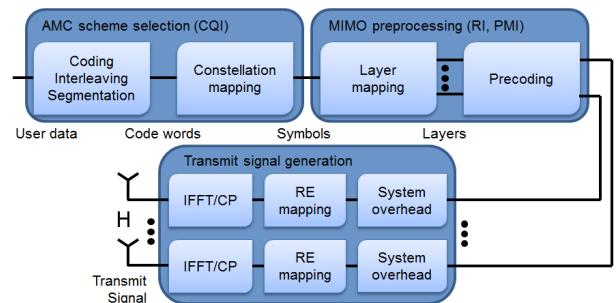 AMC scheme selection (CQI)
MIMO preprocessing (RI, PMI)
Coding
Interleaving
Segmentation
Constellation
mapping
Layer
mapping
Precoding
User data
Code words
Symbols
Layers
Transmit signal generation
IFFT/CP
RE
mapping
System
overhead
H
IFFT/CP
RE
mapping
System
overhead
Transmit
Signal